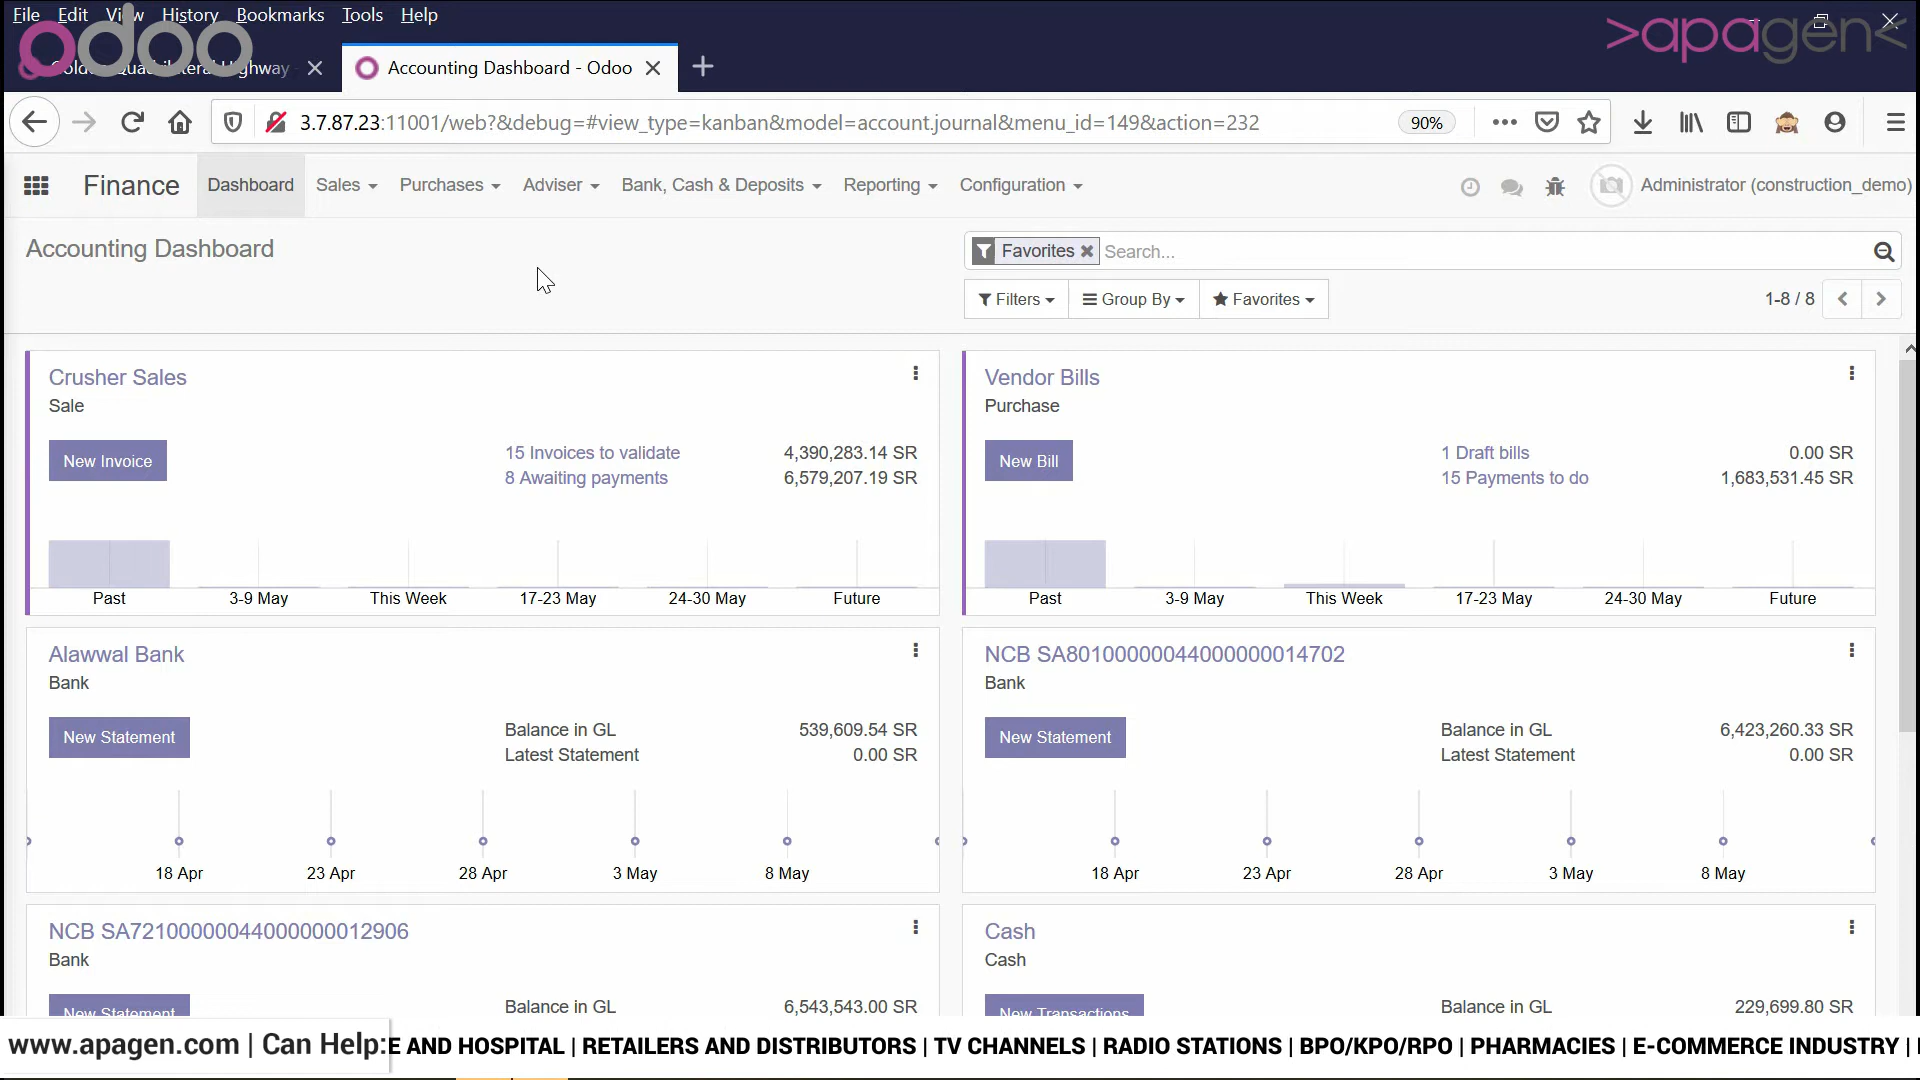 File Edit View History Bookmarks Tools Help
odoo
>apagen<
Quadrilateral Highway
Accounting Dashboard - Odoo
3.7.87.23:11001/web?&debug=#view_type=kanban&model=account.journal&menu_id=149&action=232
90%
Finance Dashboard Sales Purchases Adviser Bank, Cash & Deposits Reporting Configuration
Administrator (construction_demo)
Accounting Dashboard
Favorites Search...
Filters Group By Favorites
1-8 / 8
Crusher Sales
Sale
New Invoice
15 Invoices to validate 4,390,283.14 SR
8 Awaiting payments 6,579,207.19 SR
Past 3-9 May This Week 17-23 May 24-30 May Future
Vendor Bills
Purchase
New Bill
1 Draft bills 0.00 SR
15 Payments to do 1,683,531.45 SR
Past 3-9 May This Week 17-23 May 24-30 May Future
Alawwal Bank
Bank
New Statement
Balance in GL 539,609.54 SR
Latest Statement 0.00 SR
18 Apr 23 Apr 28 Apr 3 May 8 May
NCB SA8010000044000000014702
Bank
New Statement
Balance in GL 6,423,260.33 SR
Latest Statement 0.00 SR
18 Apr 23 Apr 28 Apr 3 May 8 May
NCB SA7210000044000000012906
Bank
New Statement
Balance in GL 6,543,543.00 SR
Cash
Cash
New Transactions
Balance in GL 229,699.80 SR
www.apagen.com | Can Help:
E AND HOSPITAL | RETAILERS AND DISTRIBUTORS | TV CHANNELS | RADIO STATIONS | BPO/KPO/RPO | PHARMACIES | E-COMMERCE INDUSTRY |